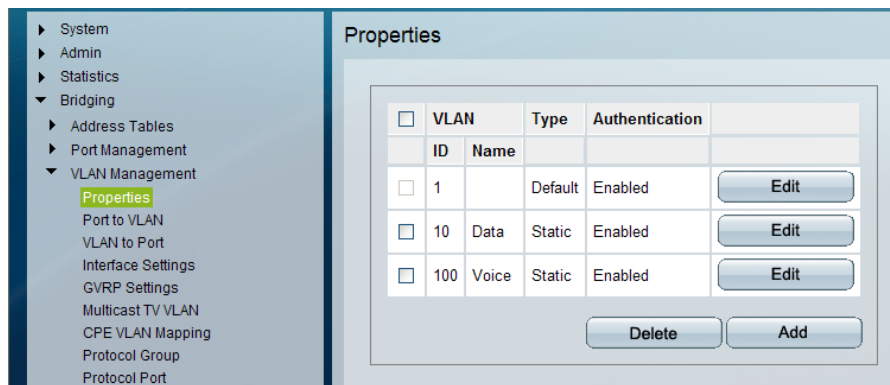 System
Admin
Statistics
Bridging
Address Tables
Port Management
VLAN Management
Properties
Port to VLAN
VLAN to Port
Interface Settings
GVRP Settings
Multicast TV VLAN
CPE VLAN Mapping
Protocol Group
Protocol Port
Properties
VLAN Type Authentication
ID Name
1 Default Enabled Edit
10 Data Static Enabled Edit
100 Voice Static Enabled Edit
Delete Add